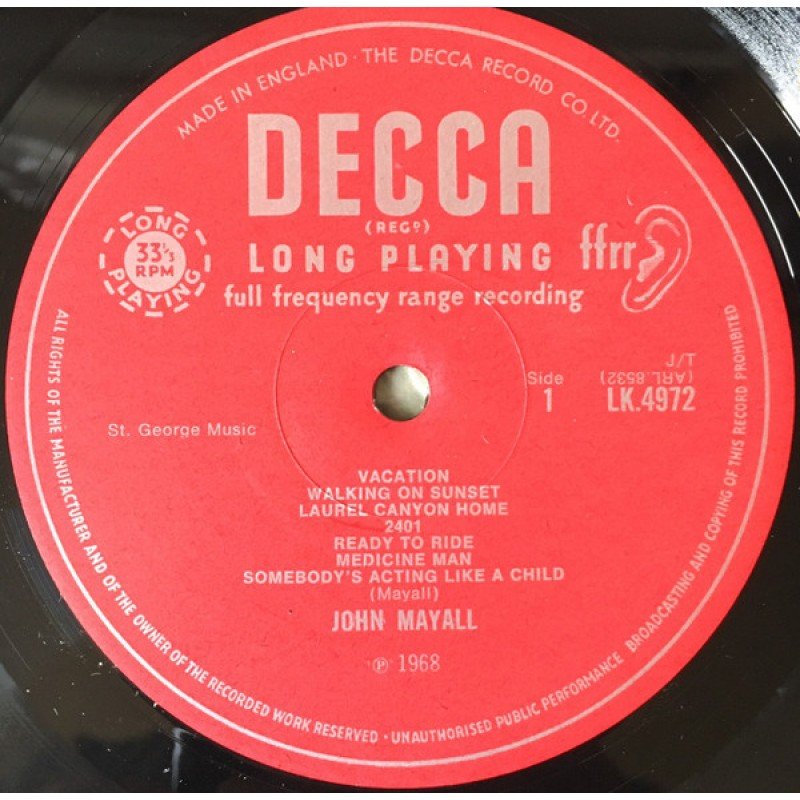 MADE IN ENGLAND · THE DECCA RECORD CO. LTD.
DECCA
(REGD)
LONG PLAYING ffrr
full frequency range recording
LONG
33⅓
RPM
PLAYING
Side
1
1/J
(ARL.8532)
LK.4972
St. George Music
VACATION
WALKING ON SUNSET
LAUREL CANYON HOME
2401
READY TO RIDE
MEDICINE MAN
SOMEBODY'S ACTING LIKE A CHILD
(Mayall)
JOHN MAYALL
℗ 1968
ALL RIGHTS OF THE MANUFACTURER AND OF THE OWNER OF THE RECORDED WORK RESERVED · UNAUTHORISED PUBLIC PERFORMANCE BROADCASTING AND COPYING OF THIS RECORD PROHIBITED